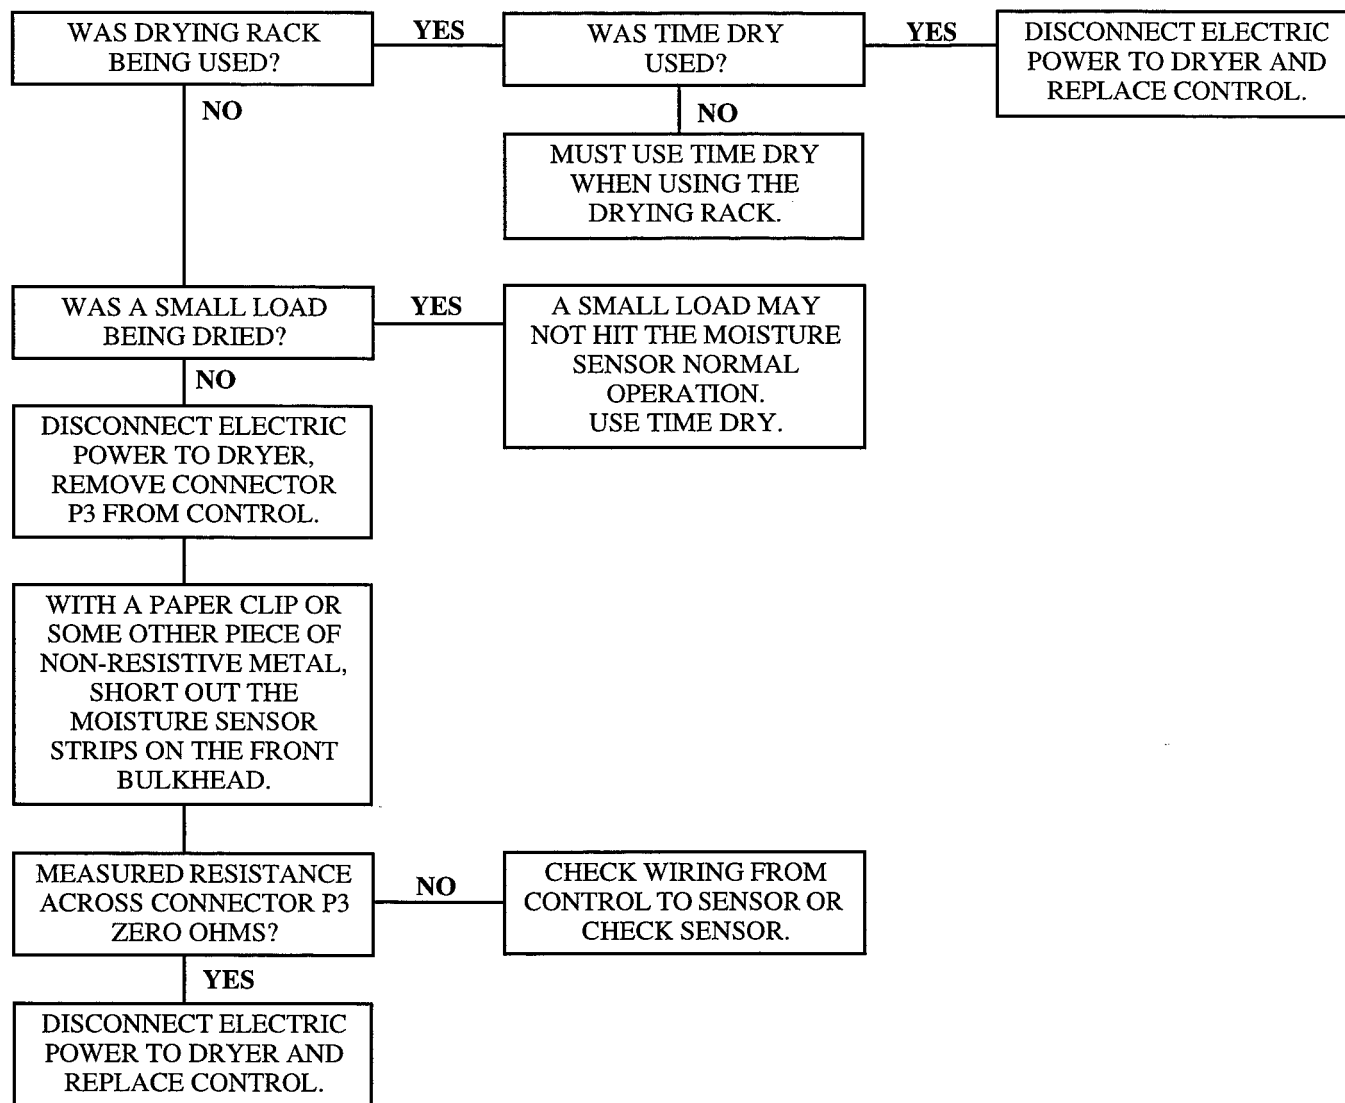 WAS DRYING RACK
BEING USED?
YES
WAS TIME DRY
USED?
YES
DISCONNECT ELECTRIC
POWER TO DRYER AND
REPLACE CONTROL.
NO
NO
MUST USE TIME DRY
WHEN USING THE
DRYING RACK.
WAS A SMALL LOAD
BEING DRIED?
YES
A SMALL LOAD MAY
NOT HIT THE MOISTURE
SENSOR NORMAL
OPERATION.
USE TIME DRY.
NO
DISCONNECT ELECTRIC
POWER TO DRYER,
REMOVE CONNECTOR
P3 FROM CONTROL.
WITH A PAPER CLIP OR
SOME OTHER PIECE OF
NON-RESISTIVE METAL,
SHORT OUT THE
MOISTURE SENSOR
STRIPS ON THE FRONT
BULKHEAD.
MEASURED RESISTANCE
ACROSS CONNECTOR P3
ZERO OHMS?
NO
CHECK WIRING FROM
CONTROL TO SENSOR OR
CHECK SENSOR.
YES
DISCONNECT ELECTRIC
POWER TO DRYER AND
REPLACE CONTROL.